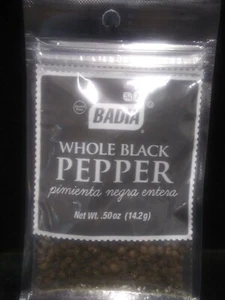 BADIA
WHOLE BLACK
PEPPER
pimienta negra entera
Net Wt. .50oz (14.2g)